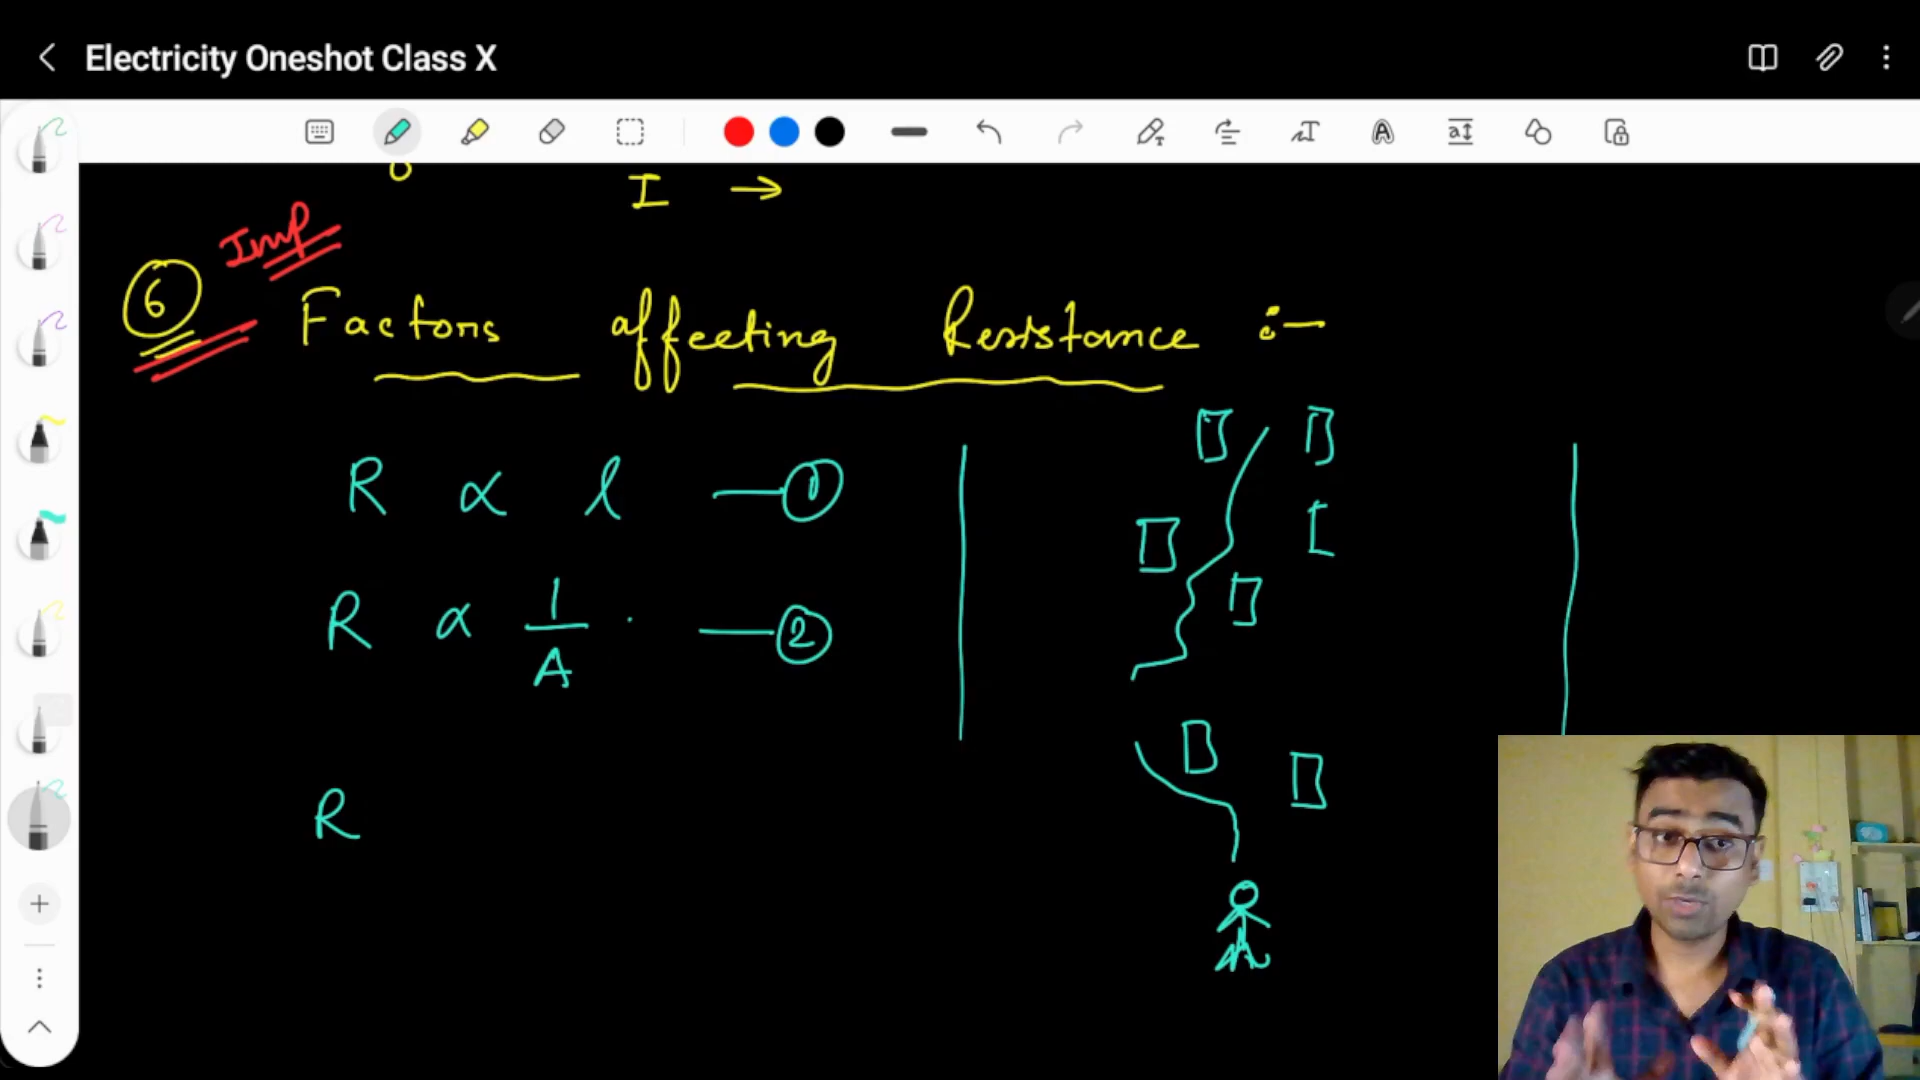 Electricity Oneshot Class X
I →
Imp
6 Factors affecting Resistance :-
R ∝ l —①
R ∝ 1/A —②
R